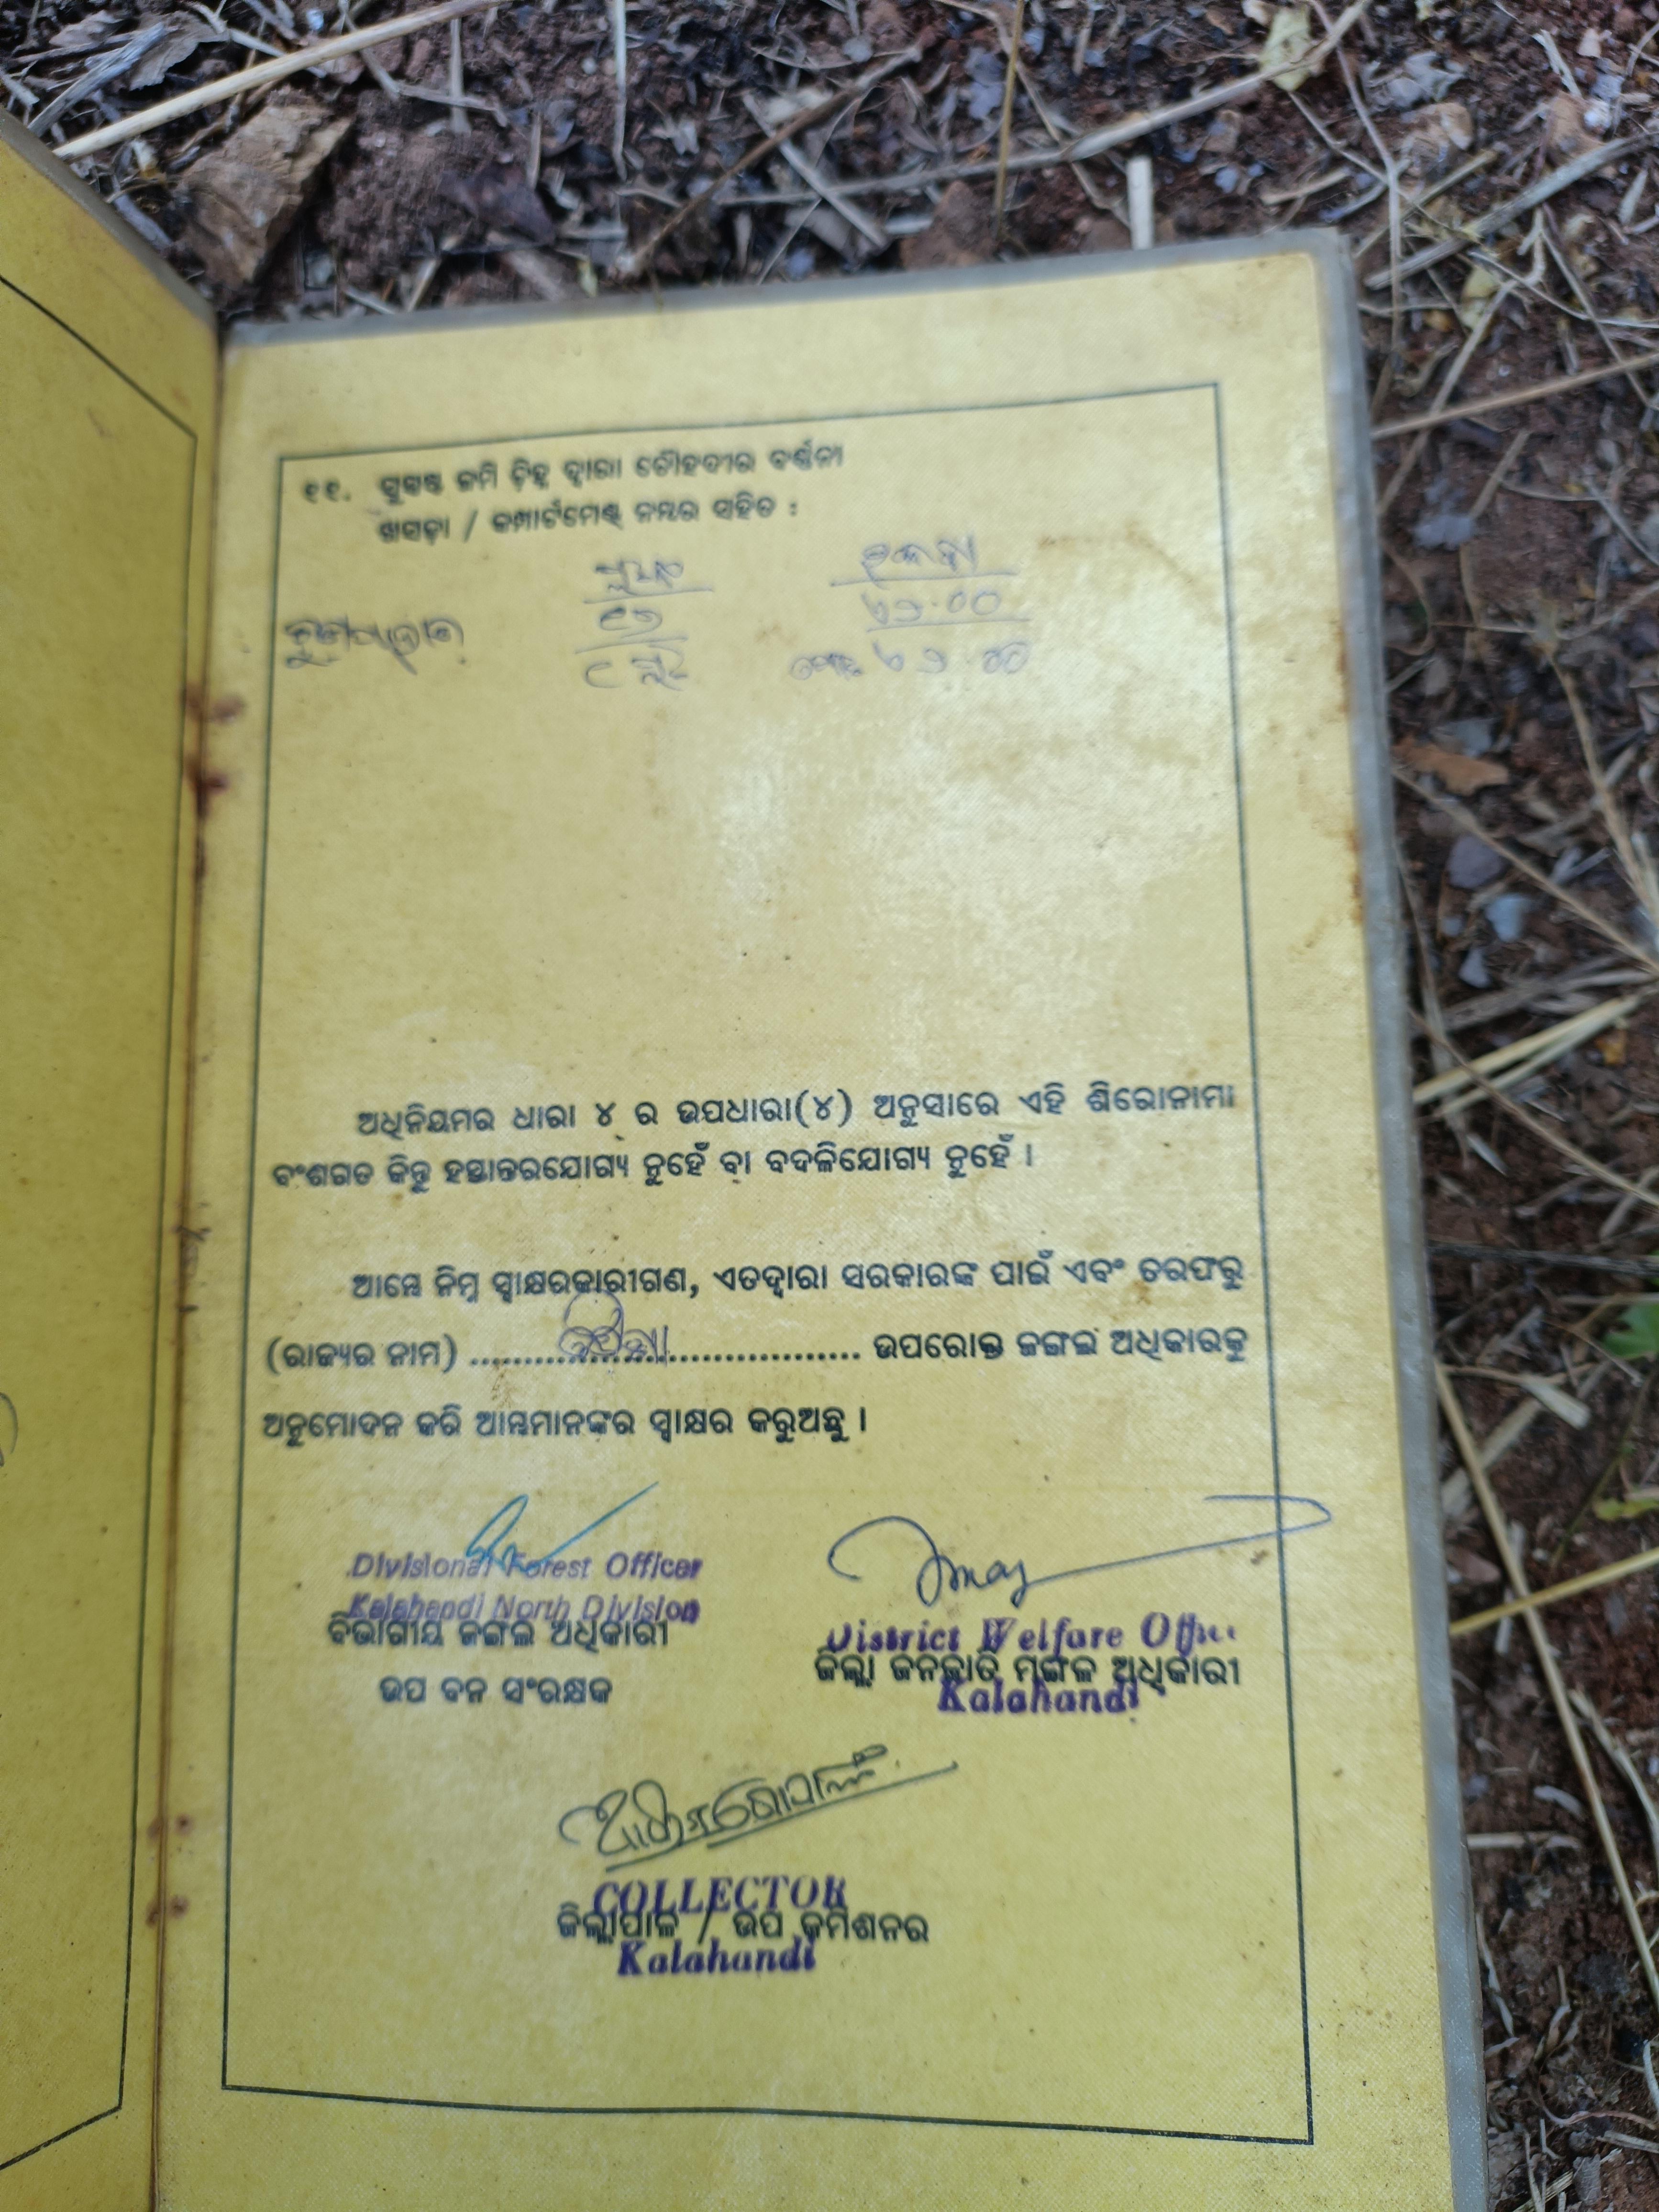 ୧୧. ସୁସ୍ପଷ୍ଟ ଜମି ଚିହ୍ନ ଦ୍ୱାରା ଚୌହଦୀର ବର୍ଣ୍ଣନା
ଖସଡ଼ା / କମ୍ପାର୍ଟମେଣ୍ଟ ନମ୍ବର ସହିତ :
ଅଧିନିୟମର ଧାରା ୪ ର ଉପଧାରା(୪) ଅନୁସାରେ ଏହି ଶିରୋନାମା
ବଂଶଗତ କିନ୍ତୁ ହସ୍ତାନ୍ତରଯୋଗ୍ୟ ନୁହେଁ ବା ବଦଳିଯୋଗ୍ୟ ନୁହେଁ ।
ଆମ୍ଭେ ନିମ୍ନ ସ୍ୱାକ୍ଷରକାରୀଗଣ, ଏତଦ୍ୱାରା ସରକାରଙ୍କ ପାଇଁ ଏବଂ ତରଫରୁ
(ରାଜ୍ୟର ନାମ) ଓଡ଼ିଶା ଉପରୋକ୍ତ ଜଙ୍ଗଲ ଅଧିକାରକୁ
ଅନୁମୋଦନ କରି ଆମ୍ଭମାନଙ୍କର ସ୍ୱାକ୍ଷର କରୁଅଛୁ ।
Divisional Forest Officer
Kalahandi North Division
ବିଭାଗୀୟ ଜଙ୍ଗଲ ଅଧିକାରୀ
ଉପ ବନ ସଂରକ୍ଷକ
District Welfare Office
ଜିଲ୍ଲା ଜନଜାତି ମଙ୍ଗଳ ଅଧିକାରୀ
Kalahandi
COLLECTOR
ଜିଲ୍ଲାପାଳ / ଉପ କମିଶନର
Kalahandi